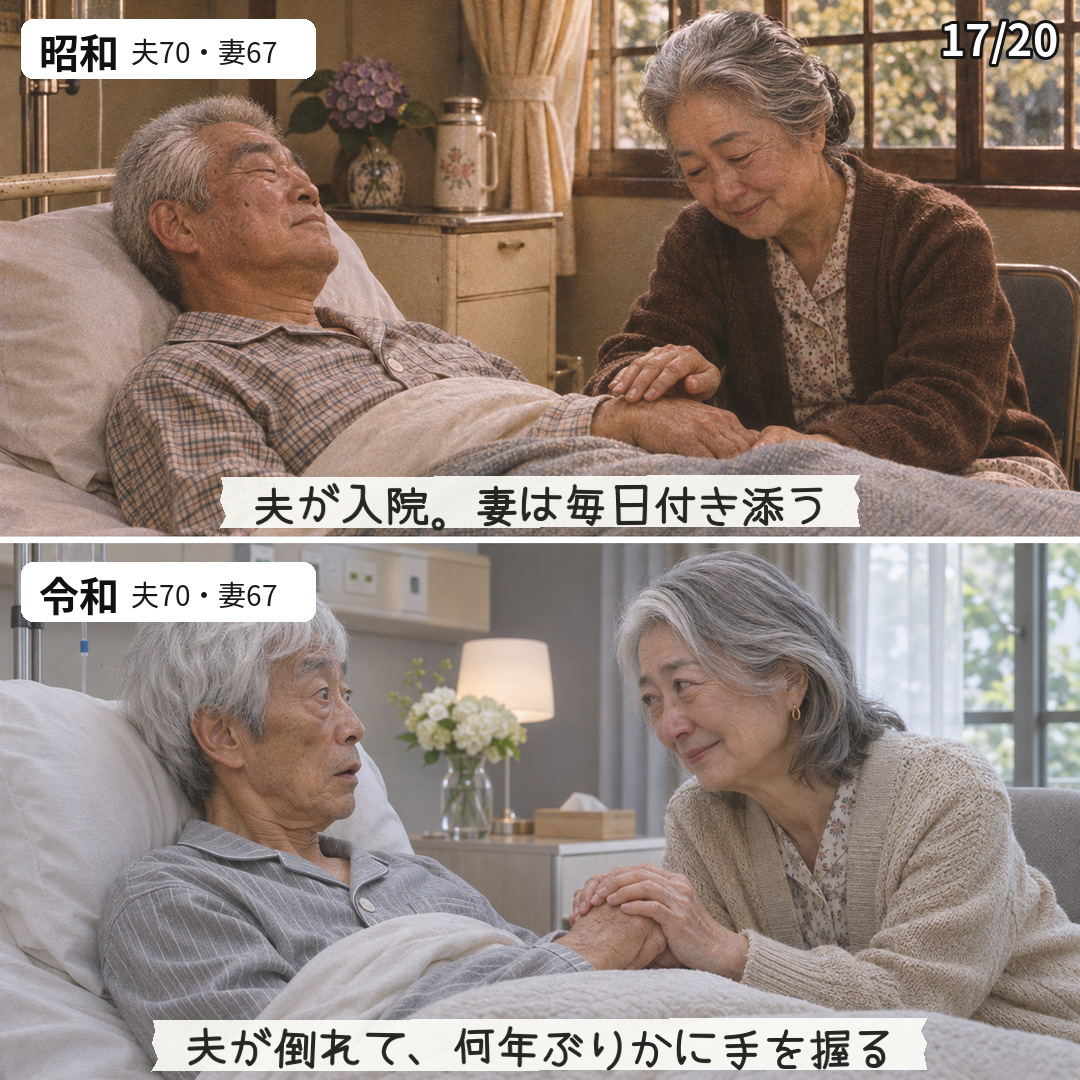 昭和 夫70・妻67
17/20
夫が入院。妻は毎日付き添う
令和 夫70・妻67
夫が倒れて、何年ぶりかに手を握る